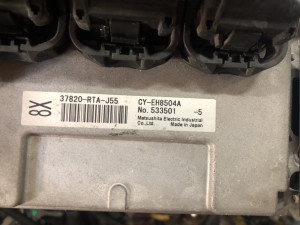 8X
37820-RTA-J55 CY-EH8504A
No. 533501 -5
Matsushita Electric Industrial
Co.,Ltd. Made in Japan